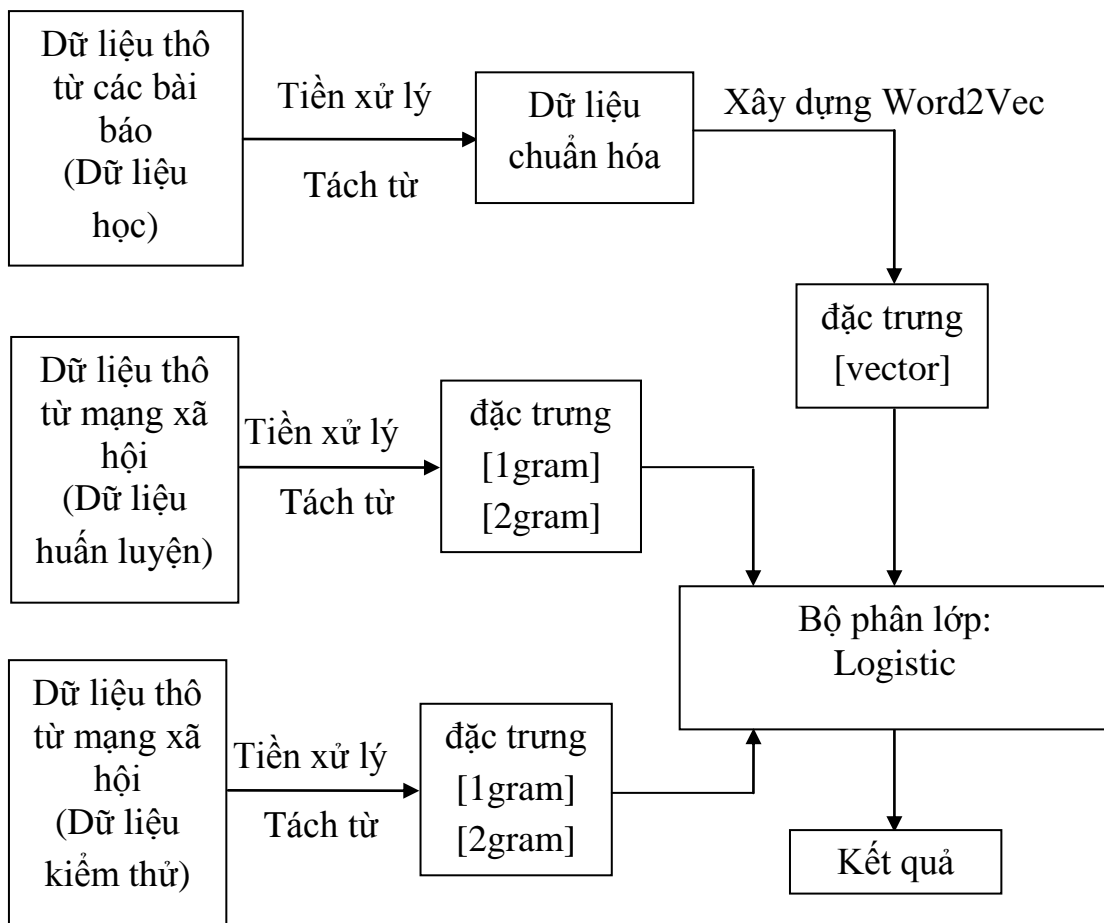 Dữ liệu thô
từ các bài
báo
(Dữ liệu
học)
Tiền xử lý
Tách từ
Dữ liệu
chuẩn hóa
Xây dựng Word2Vec
đặc trưng
[vector]
Dữ liệu thô
từ mạng xã
hội
(Dữ liệu
huấn luyện)
Tiền xử lý
Tách từ
đặc trưng
[1gram]
[2gram]
Bộ phân lớp:
Logistic
Dữ liệu thô
từ mạng xã
hội
(Dữ liệu
kiểm thử)
Tiền xử lý
Tách từ
đặc trưng
[1gram]
[2gram]
Kết quả